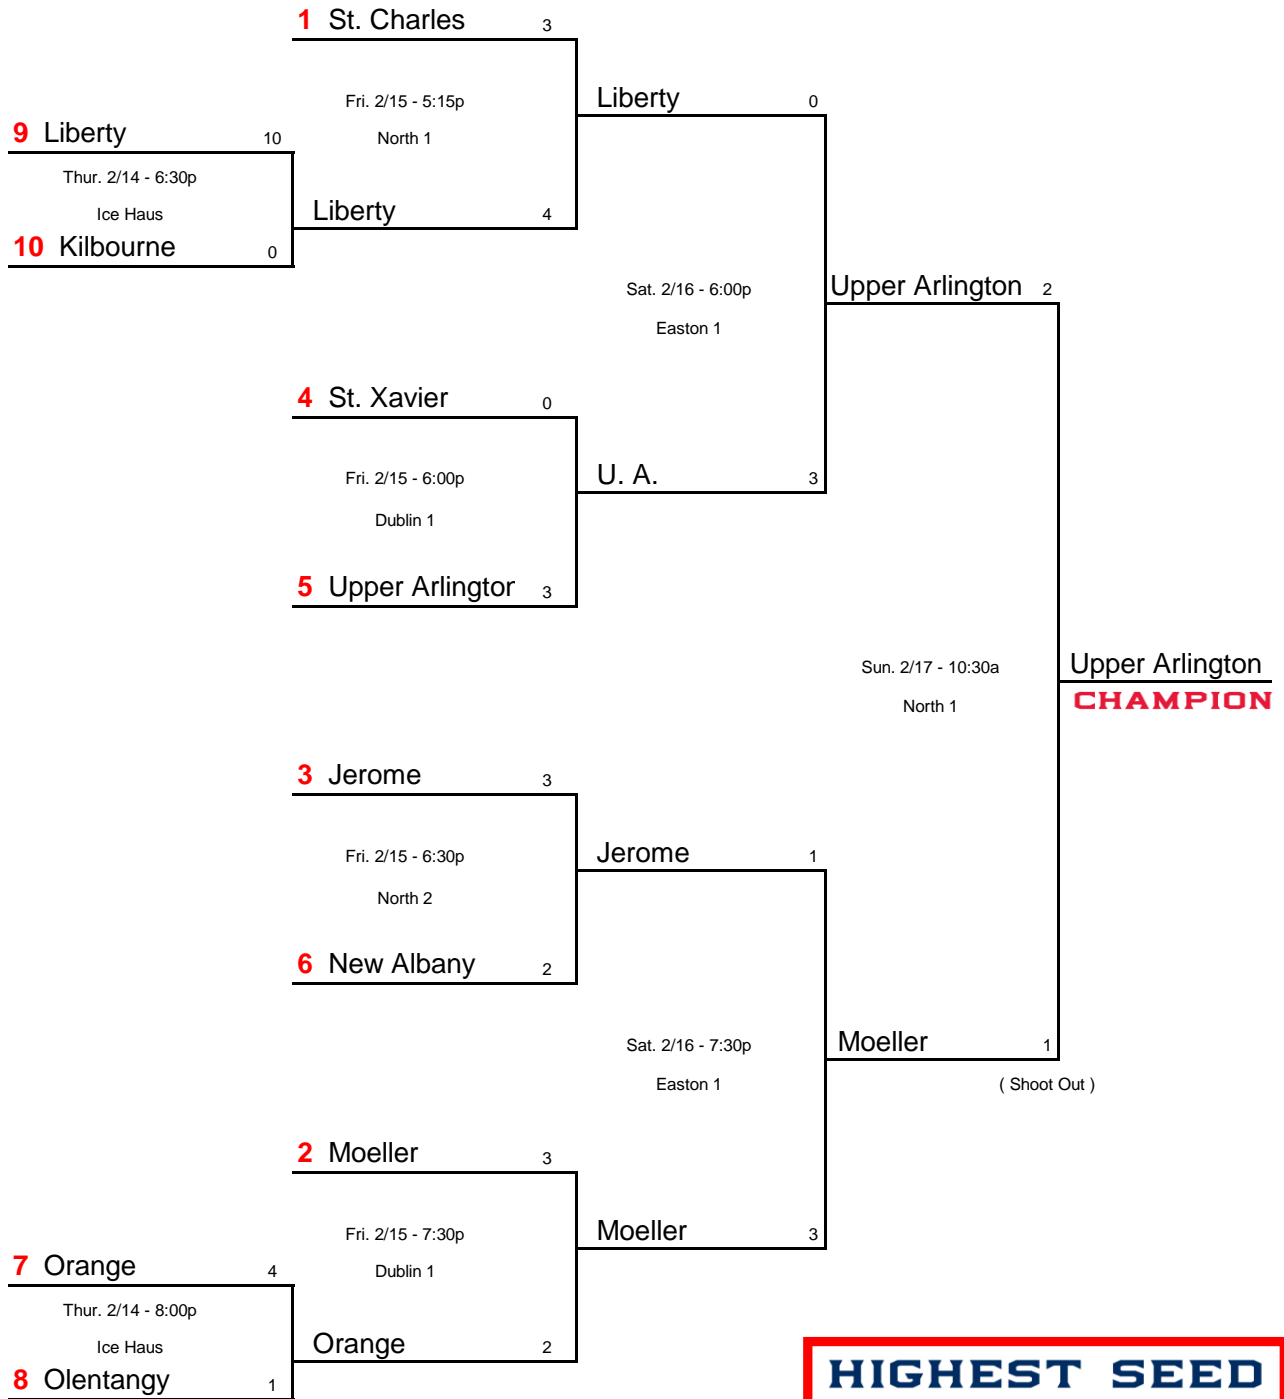 1 St. Charles 3
Fri. 2/15 - 5:15p
North 1
Liberty 0
9 Liberty 10
Thur. 2/14 - 6:30p
Ice Haus
10 Kilbourne 0
Liberty 4
Sat. 2/16 - 6:00p
Easton 1
Upper Arlington 2
4 St. Xavier 0
Fri. 2/15 - 6:00p
Dublin 1
U. A. 3
5 Upper Arlingtor 3
Sun. 2/17 - 10:30a
North 1
Upper Arlington
CHAMPION
3 Jerome 3
Fri. 2/15 - 6:30p
North 2
Jerome 1
6 New Albany 2
Sat. 2/16 - 7:30p
Easton 1
Moeller 1
( Shoot Out )
2 Moeller 3
Fri. 2/15 - 7:30p
Dublin 1
Moeller 3
7 Orange 4
Thur. 2/14 - 8:00p
Ice Haus
8 Olentangy 1
Orange 2
HIGHEST SEED